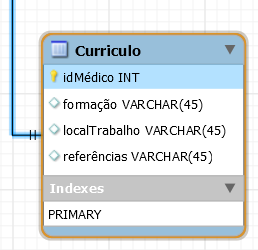 Curriculo
idMédico INT
formação VARCHAR(45)
localTrabalho VARCHAR(45)
referências VARCHAR(45)
Indexes
PRIMARY